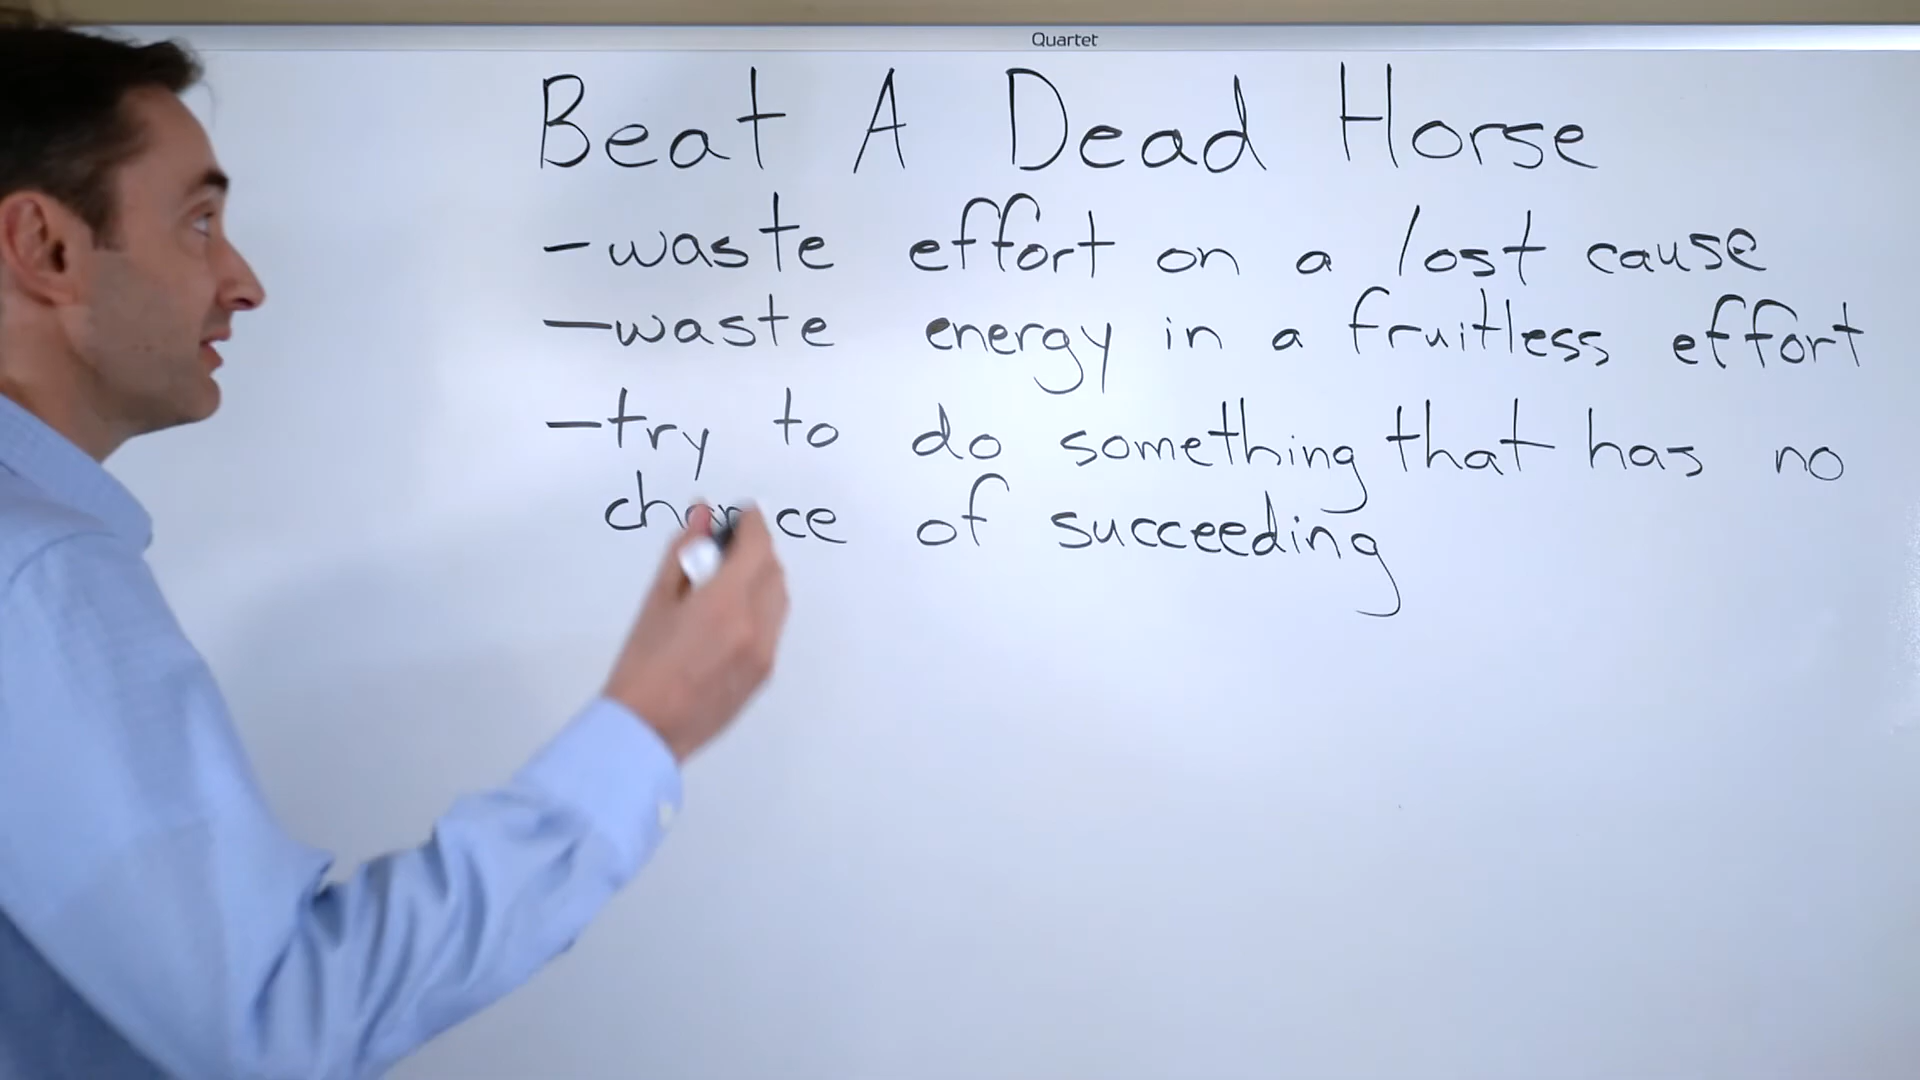 Quartet
Beat A Dead Horse
-waste effort on a lost cause
-waste energy in a fruitless effort
-try to do something that has no
chance of succeeding